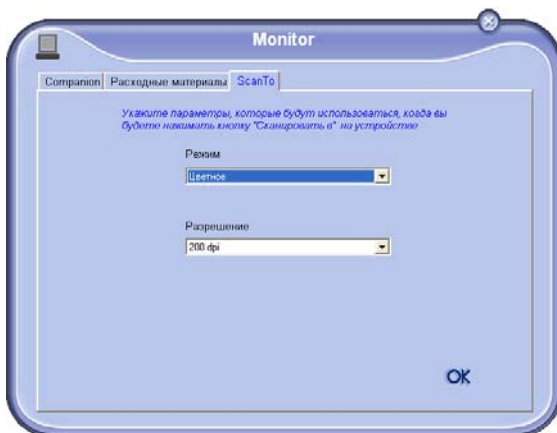 Monitor
Companion Расходные материалы ScanTo
Укажите параметры, которые будут использоваться, когда вы
будете нажимать кнопку "Сканировать в" на устройстве
Режим
Цветное
Разрешение
200 dpi
OK